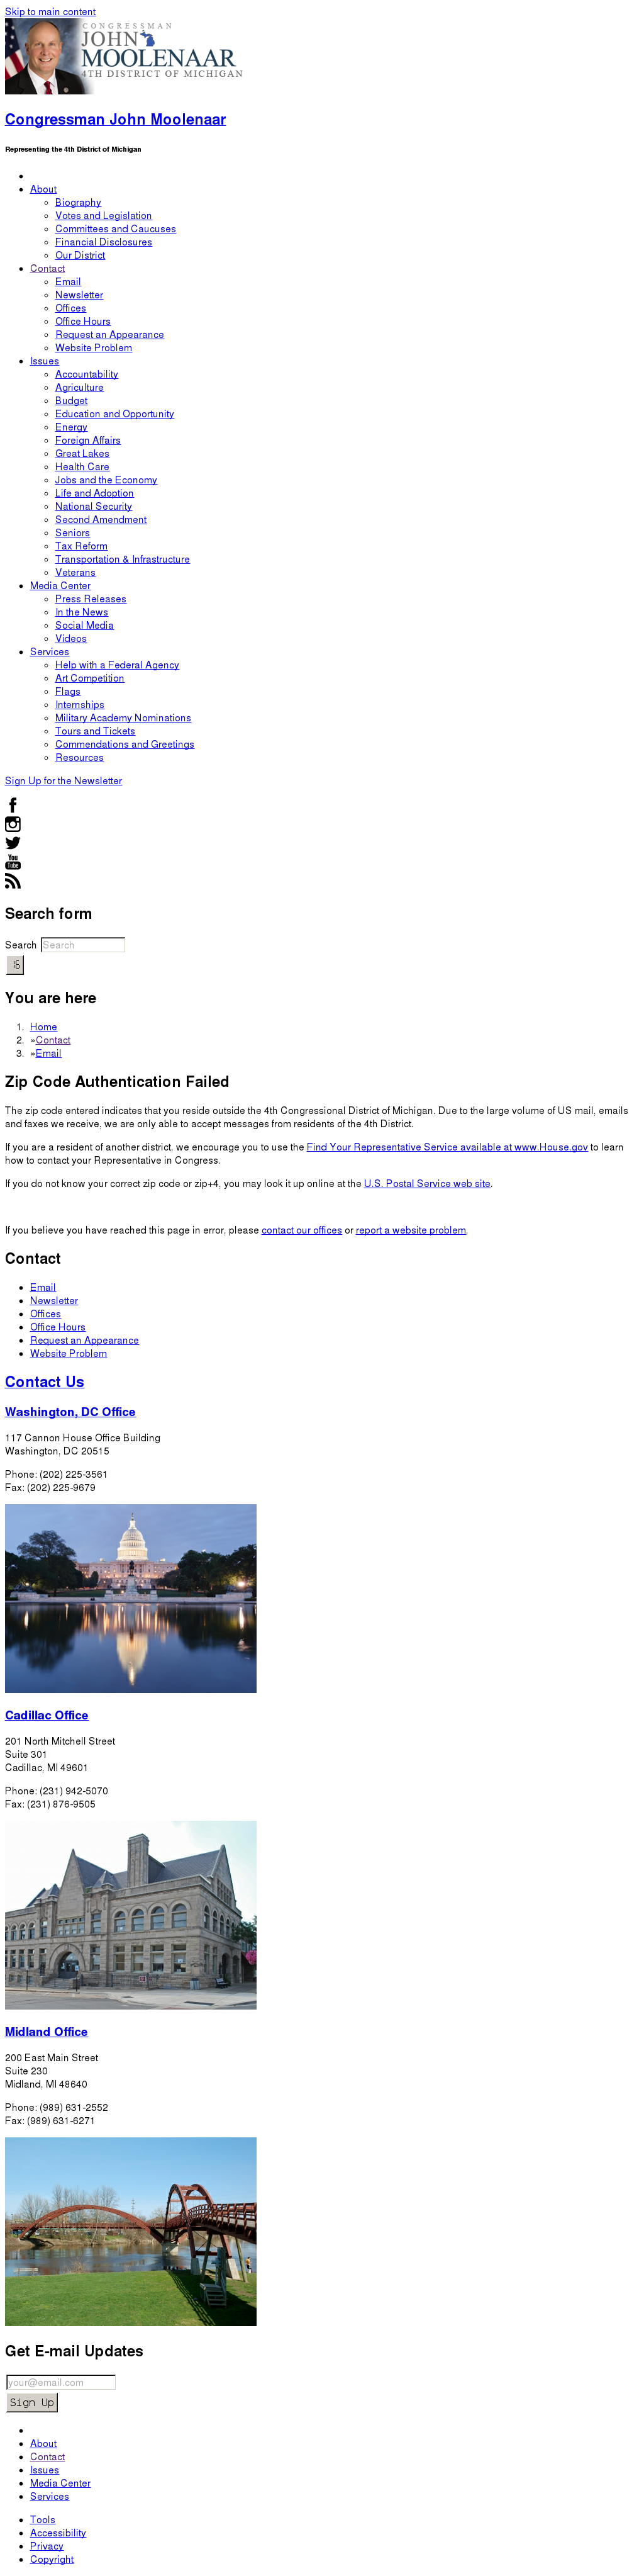 Skip to main content
CONGRESSMAN
JOHN
MOOLENAAR
4TH DISTRICT OF MICHIGAN
Congressman John Moolenaar
Representing the 4th District of Michigan
About
Biography
Votes and Legislation
Committees and Caucuses
Financial Disclosures
Our District
Contact
Email
Newsletter
Offices
Office Hours
Request an Appearance
Website Problem
Issues
Accountability
Agriculture
Budget
Education and Opportunity
Energy
Foreign Affairs
Great Lakes
Health Care
Jobs and the Economy
Life and Adoption
National Security
Second Amendment
Seniors
Tax Reform
Transportation & Infrastructure
Veterans
Media Center
Press Releases
In the News
Social Media
Videos
Services
Help with a Federal Agency
Art Competition
Flags
Internships
Military Academy Nominations
Tours and Tickets
Commendations and Greetings
Resources
Sign Up for the Newsletter
You
Tube
Search form
Search Search
You are here
1. Home
2. »Contact
3. »Email
Zip Code Authentication Failed
The zip code entered indicates that you reside outside the 4th Congressional District of Michigan. Due to the large volume of US mail, emails
and faxes we receive, we are only able to accept messages from residents of the 4th District.
If you are a resident of another district, we encourage you to use the Find Your Representative Service available at www.House.gov to learn
how to contact your Representative in Congress.
If you do not know your correct zip code or zip+4, you may look it up online at the U.S. Postal Service web site.
If you believe you have reached this page in error, please contact our offices or report a website problem.
Contact
Email
Newsletter
Offices
Office Hours
Request an Appearance
Website Problem
Contact Us
Washington, DC Office
117 Cannon House Office Building
Washington, DC 20515
Phone: (202) 225-3561
Fax: (202) 225-9679
Cadillac Office
201 North Mitchell Street
Suite 301
Cadillac, MI 49601
Phone: (231) 942-5070
Fax: (231) 876-9505
Midland Office
200 East Main Street
Suite 230
Midland, MI 48640
Phone: (989) 631-2552
Fax: (989) 631-6271
Get E-mail Updates
your@email.com
Sign Up
About
Contact
Issues
Media Center
Services
Tools
Accessibility
Privacy
Copyright